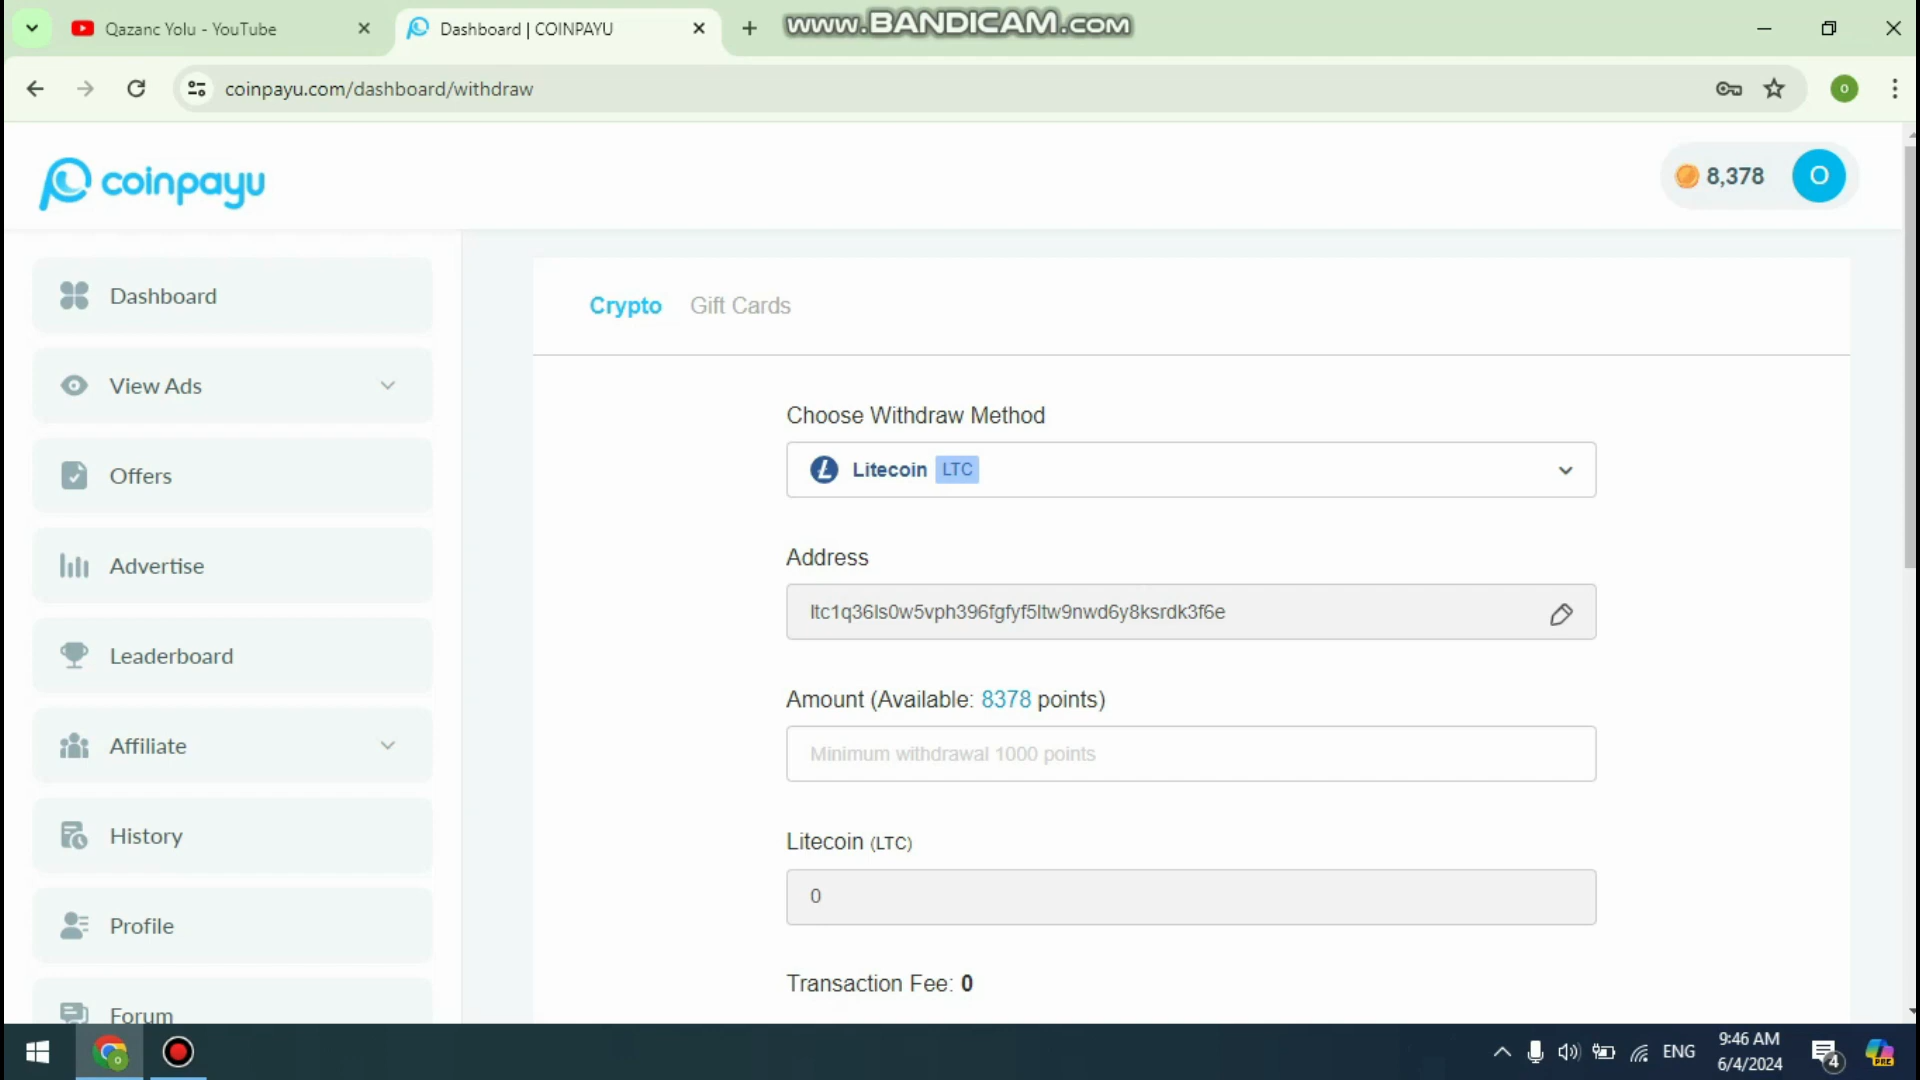 Qazanc Yolu - YouTube
Dashboard | COINPAYU
www.BANDICAM.com
coinpayu.com/dashboard/withdraw
O
coinpayu
8,378
O
Dashboard
View Ads
Offers
Advertise
Leaderboard
Affiliate
History
Profile
Forum
Crypto
Gift Cards
Choose Withdraw Method
Litecoin LTC
Address
ltc1q36ls0w5vph396fgfyf5ltw9nwd6y8ksrdk3f6e
Amount (Available: 8378 points)
Minimum withdrawal 1000 points
Litecoin (LTC)
0
Transaction Fee: 0
ENG
9:46 AM
6/4/2024
4
PRE